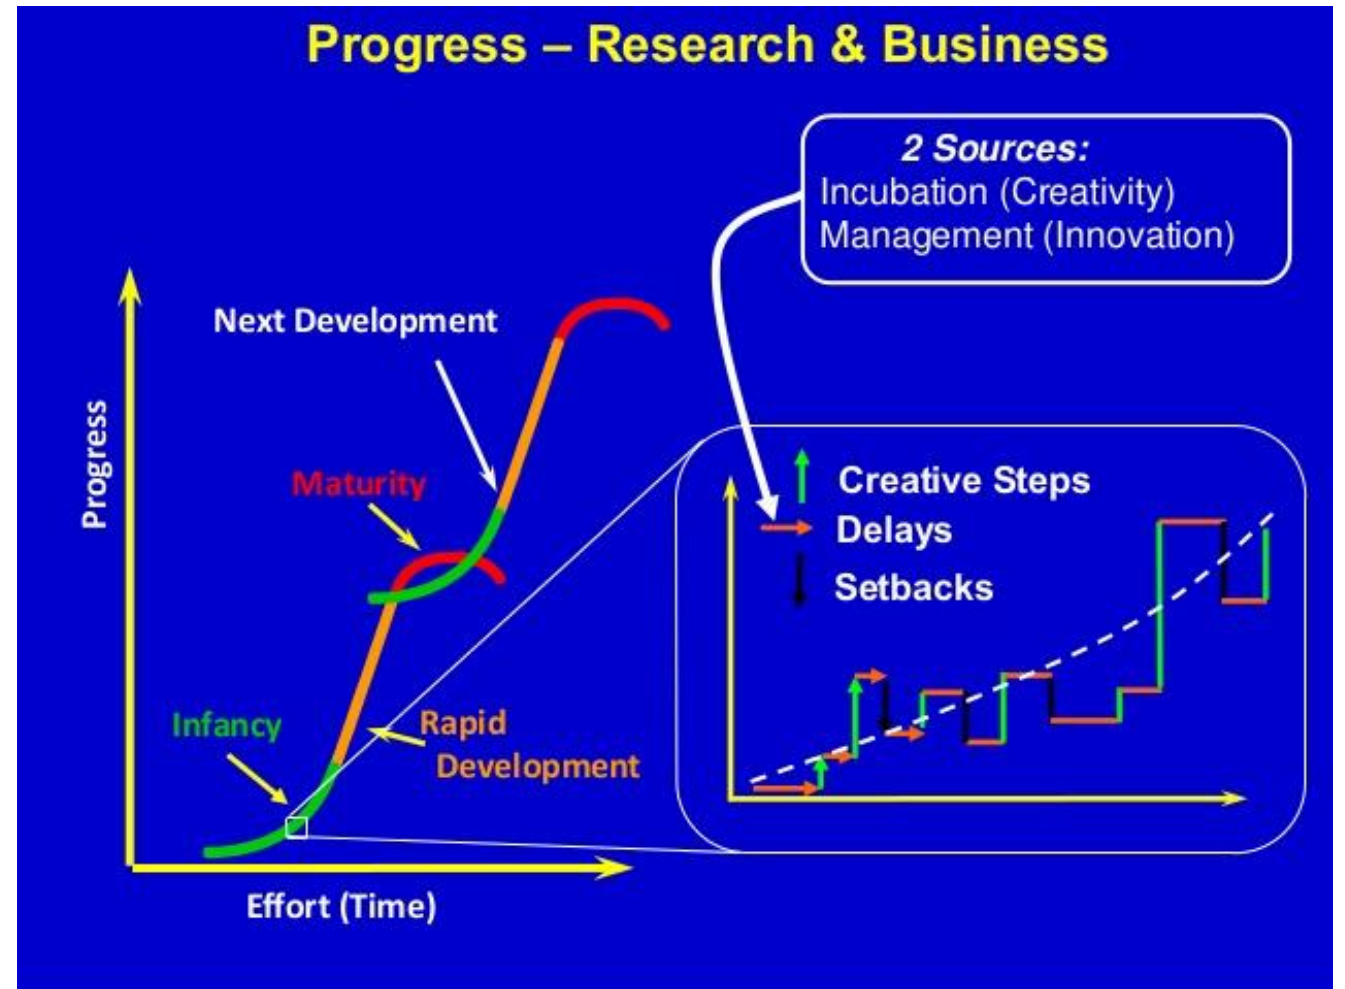 Progress – Research & Business
2 Sources:
Incubation (Creativity)
Management (Innovation)
Next Development
Progress
Maturity
Creative Steps
Delays
Setbacks
Infancy
Rapid
Development
Effort (Time)